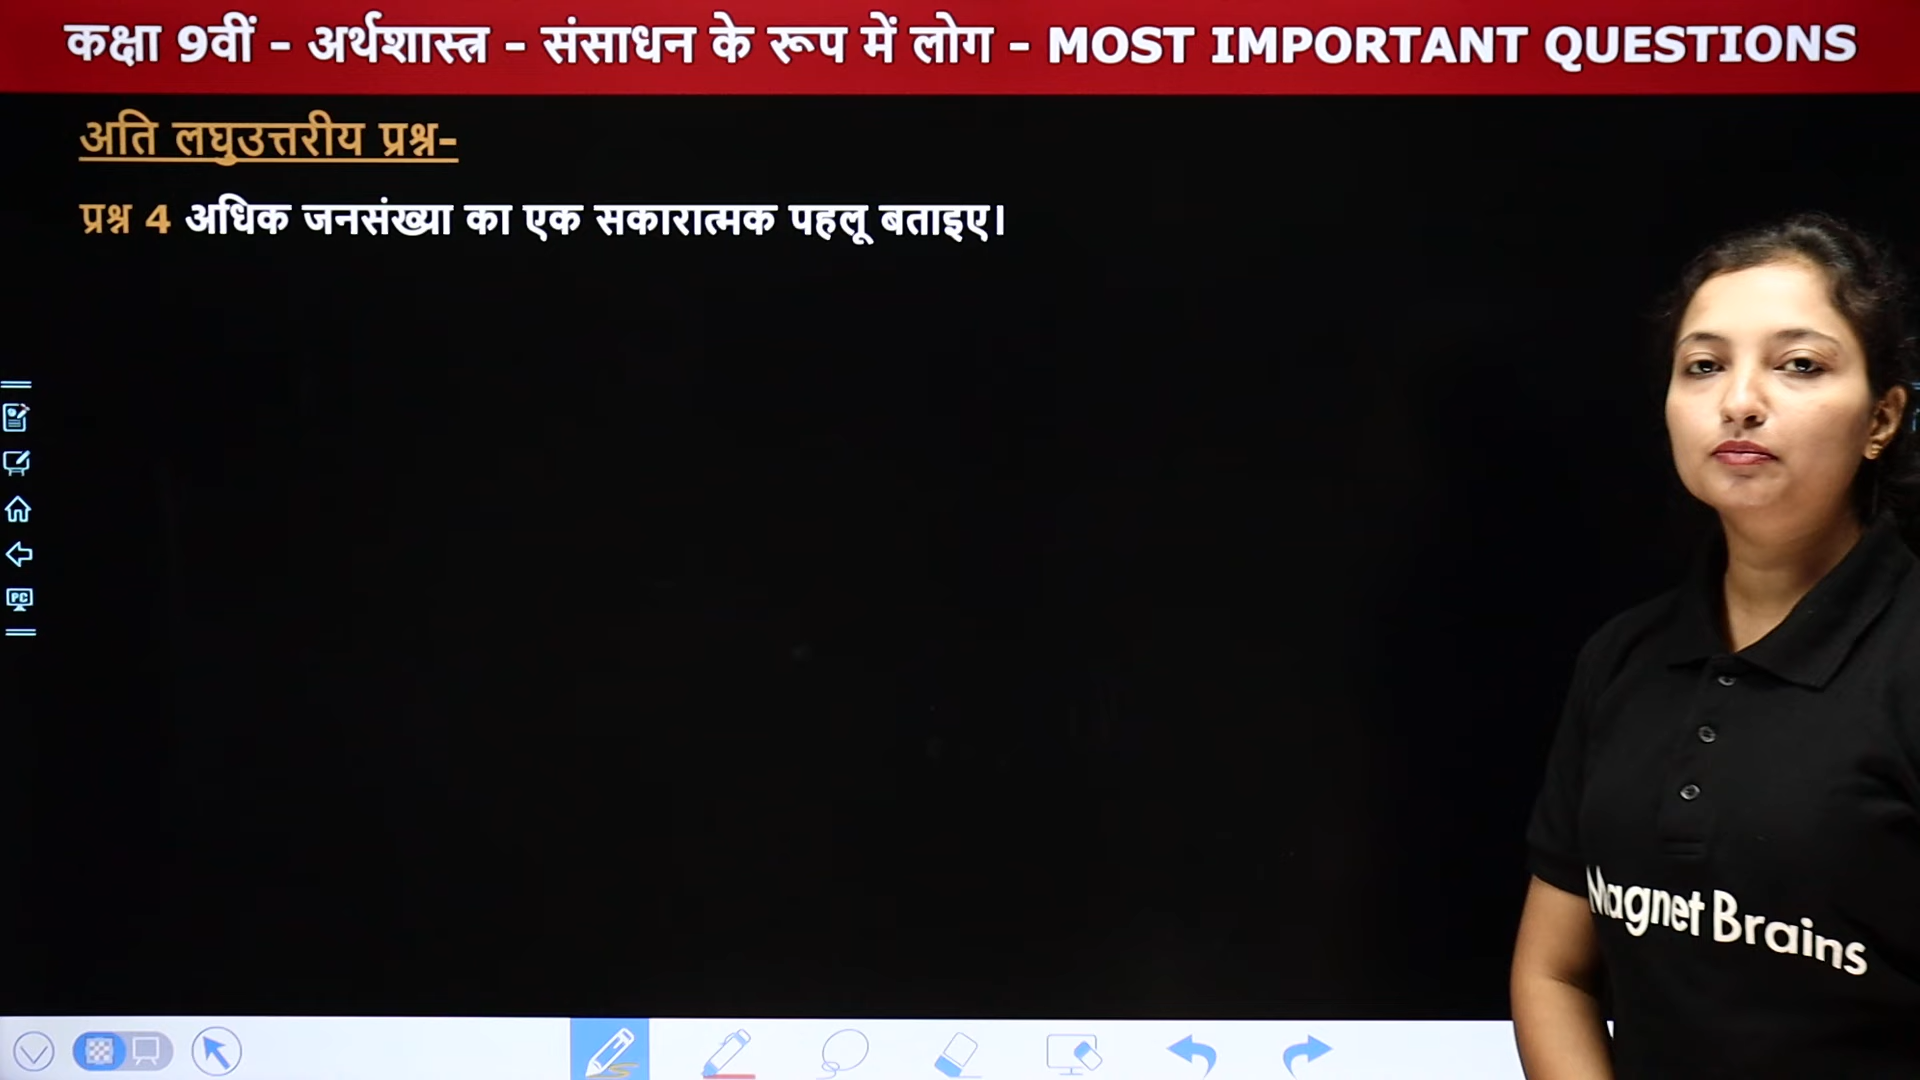 कक्षा 9वीं - अर्थशास्त्र - संसाधन के रूप में लोग - MOST IMPORTANT QUESTIONS
अति लघुउत्तरीय प्रश्न-
प्रश्न 4 अधिक जनसंख्या का एक सकारात्मक पहलू बताइए।
PC
Magnet Brains